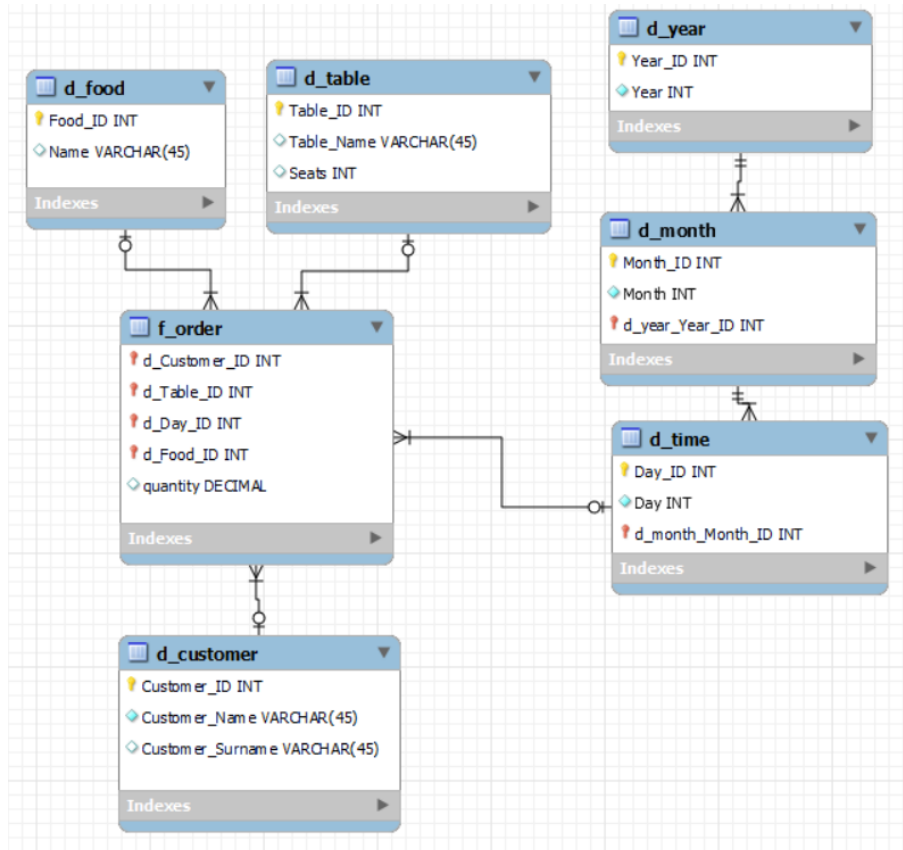 d_year
Year_ID INT
Year INT
Indexes
d_food
Food_ID INT
Name VARCHAR(45)
Indexes
d_table
Table_ID INT
Table_Name VARCHAR(45)
Seats INT
Indexes
d_month
Month_ID INT
Month INT
d_year_Year_ID INT
Indexes
f_order
d_Customer_ID INT
d_Table_ID INT
d_Day_ID INT
d_Food_ID INT
quantity DECIMAL
Indexes
d_time
Day_ID INT
Day INT
d_month_Month_ID INT
Indexes
d_customer
Customer_ID INT
Customer_Name VARCHAR(45)
Customer_Surname VARCHAR(45)
Indexes